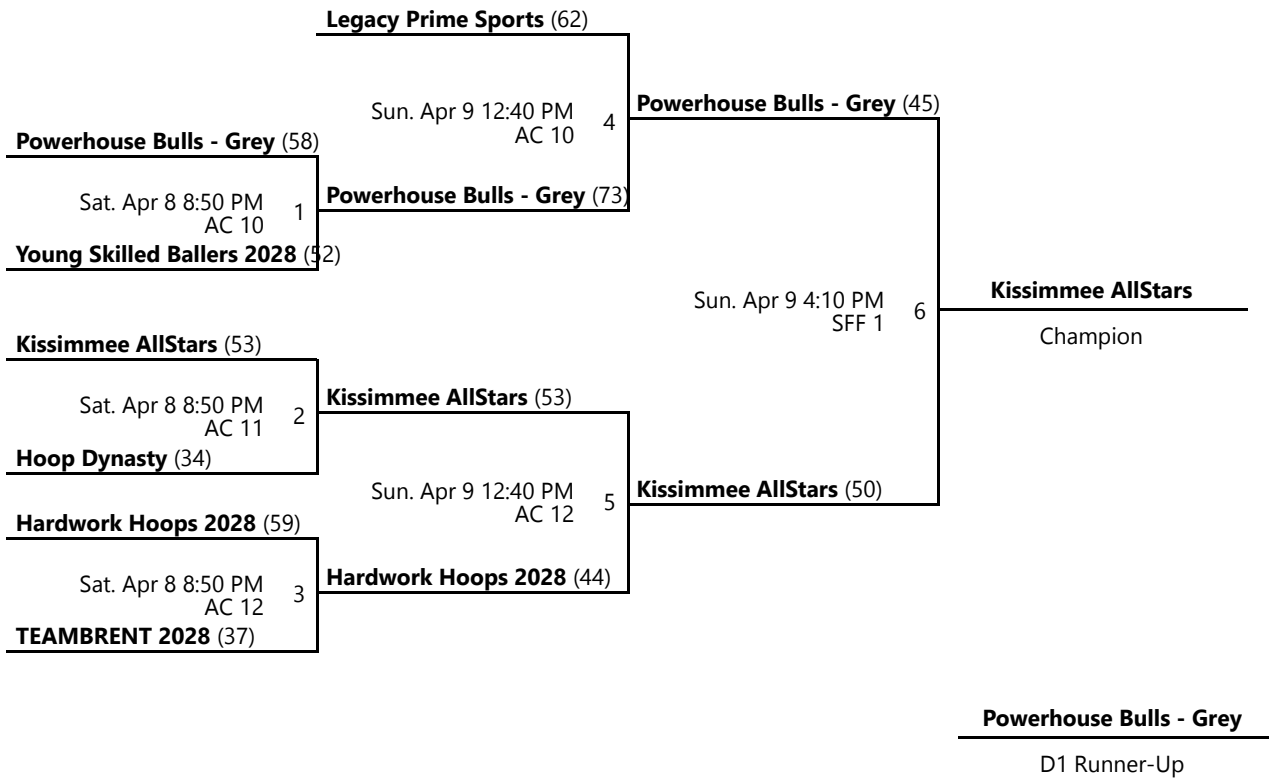 Legacy Prime Sports (62)
Sun. Apr 9 12:40 PM
AC 10
4
Powerhouse Bulls - Grey (45)
Powerhouse Bulls - Grey (58)
Sat. Apr 8 8:50 PM
AC 10
1
Powerhouse Bulls - Grey (73)
Young Skilled Ballers 2028 (52)
Sun. Apr 9 4:10 PM
SFF 1
6
Kissimmee AllStars
Champion
Kissimmee AllStars (53)
Sat. Apr 8 8:50 PM
AC 11
2
Kissimmee AllStars (53)
Hoop Dynasty (34)
Sun. Apr 9 12:40 PM
AC 12
5
Kissimmee AllStars (50)
Hardwork Hoops 2028 (59)
Sat. Apr 8 8:50 PM
AC 12
3
Hardwork Hoops 2028 (44)
TEAMBRENT 2028 (37)
Powerhouse Bulls - Grey
D1 Runner-Up